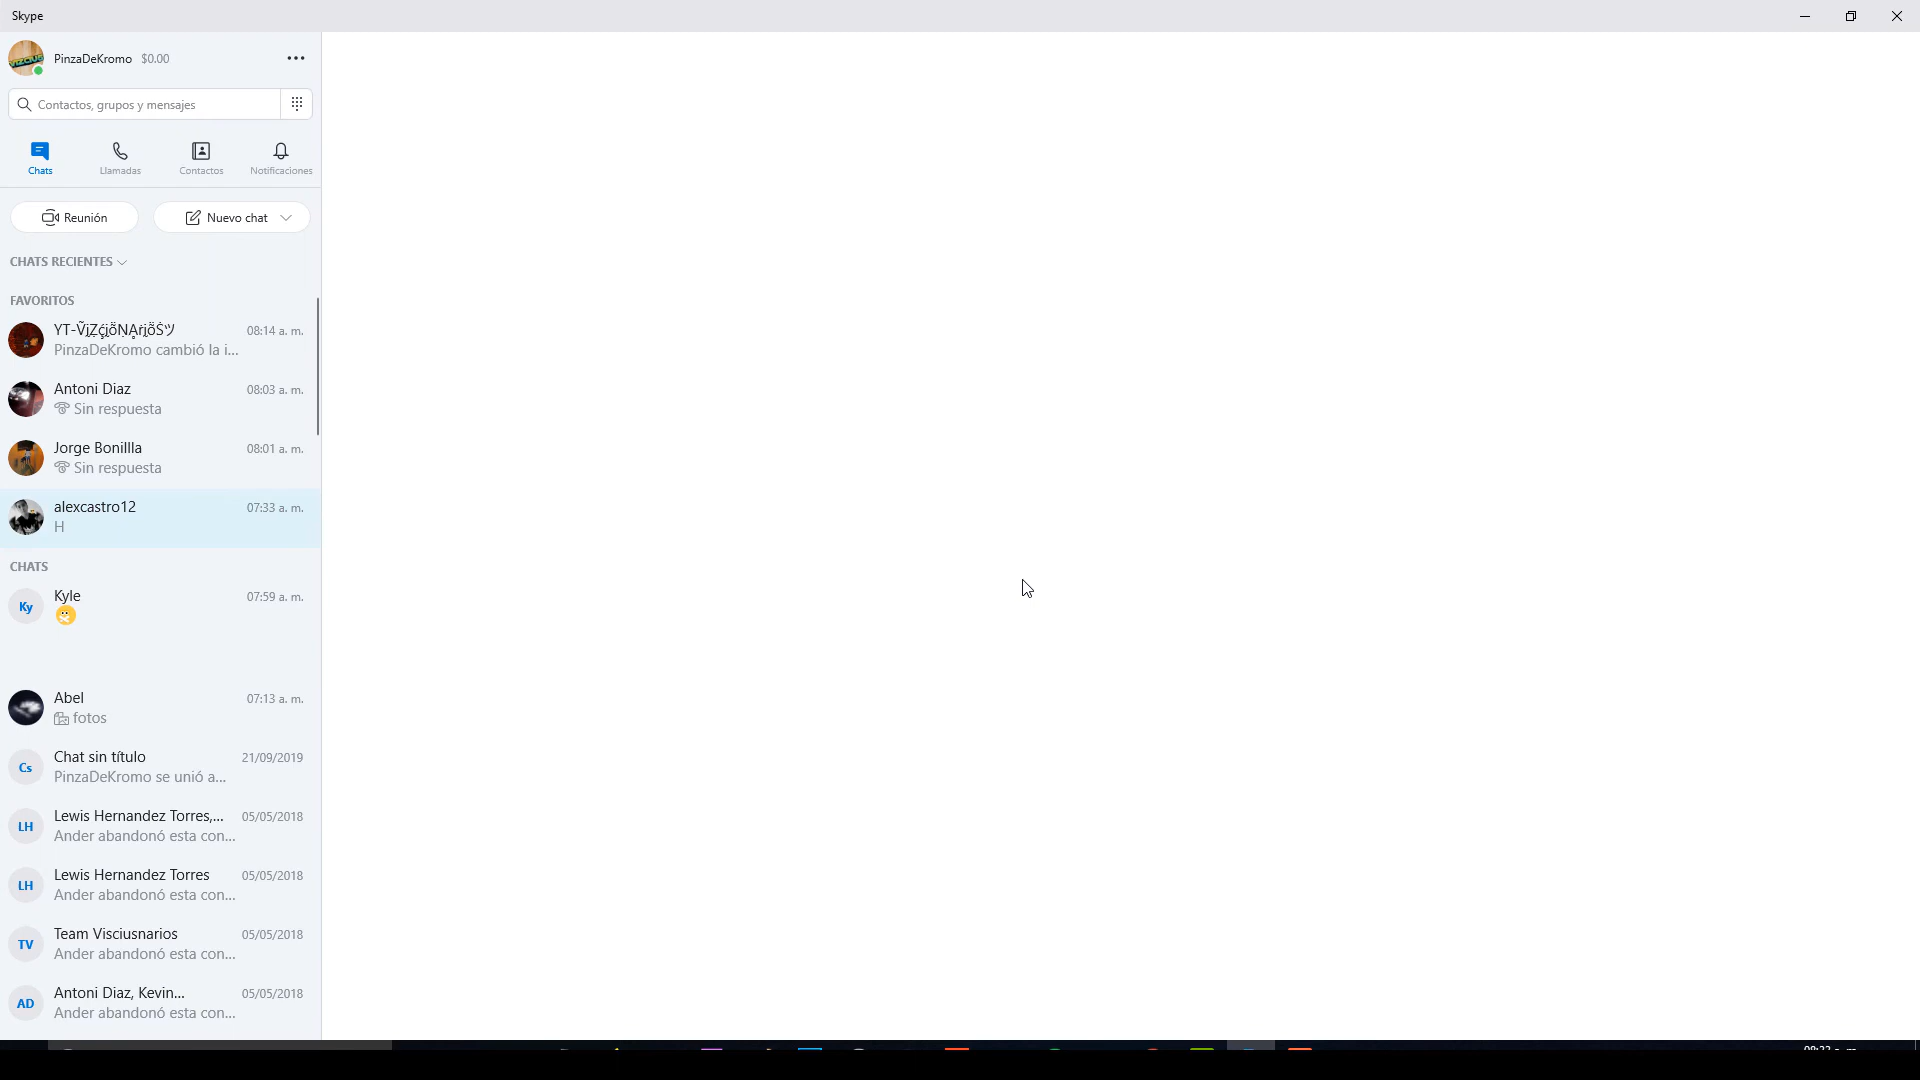 Skype
PinzaDeKromo $0.00
Contactos, grupos y mensajes
Chats Llamadas Contactos Notificaciones
Reunión Nuevo chat
CHATS RECIENTES
FAVORITOS
08:14 a. m.
PinzaDeKromo cambió la i...
Antoni Diaz 08:03 a. m.
Sin respuesta
Jorge Bonillla 08:01 a. m.
Sin respuesta
alexcastro12 07:33 a. m.
H
CHATS
Ky Kyle 07:59 a. m.
Abel 07:13 a. m.
fotos
Cs Chat sin título 21/09/2019
PinzaDeKromo se unió a...
LH Lewis Hernandez Torres,... 05/05/2018
Ander abandonó esta con...
LH Lewis Hernandez Torres 05/05/2018
Ander abandonó esta con...
TV Team Visciusnarios 05/05/2018
Ander abandonó esta con...
AD Antoni Diaz, Kevin... 05/05/2018
Ander abandonó esta con...